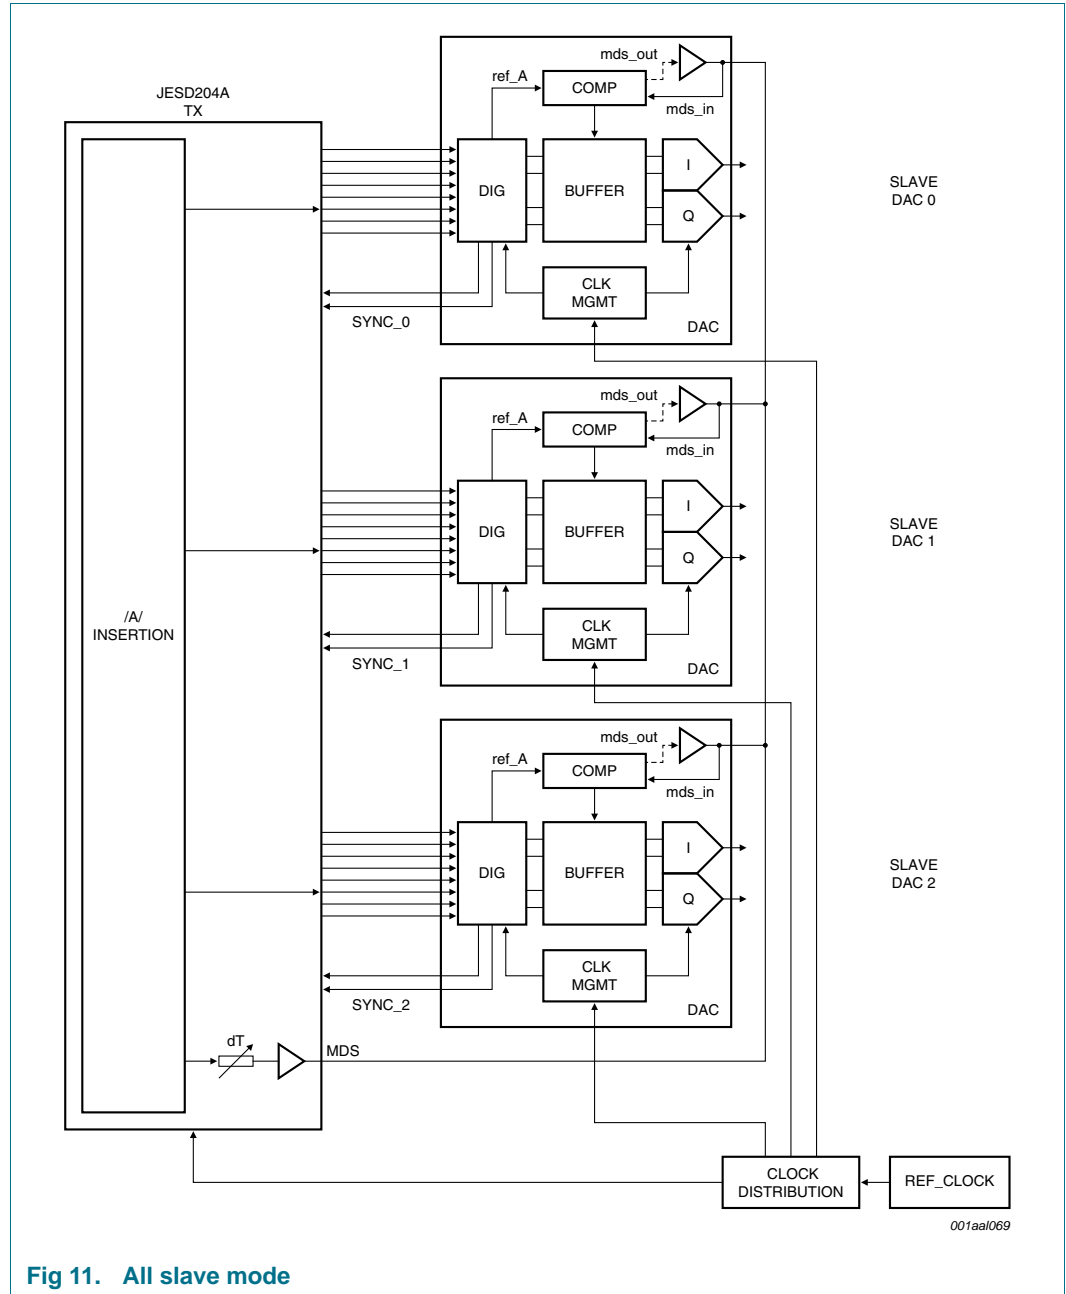 JESD204A
TX
/A/
INSERTION
dT
MDS
mds_out
ref_A
COMP
mds_in
DIG
BUFFER
I
Q
CLK
MGMT
DAC
SYNC_0
SLAVE
DAC 0
mds_out
ref_A
COMP
mds_in
DIG
BUFFER
I
Q
CLK
MGMT
DAC
SYNC_1
SLAVE
DAC 1
mds_out
ref_A
COMP
mds_in
DIG
BUFFER
I
Q
CLK
MGMT
DAC
SYNC_2
SLAVE
DAC 2
CLOCK
DISTRIBUTION
REF_CLOCK
001aal069
Fig 11. All slave mode